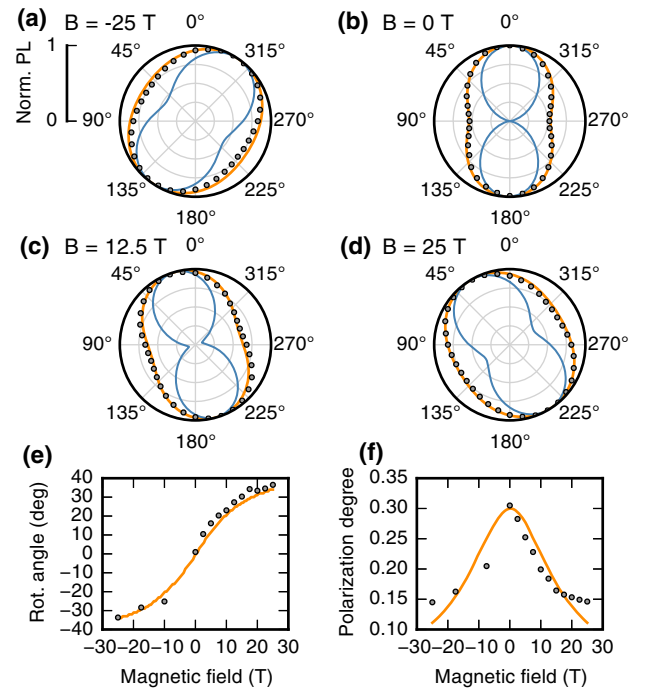 (a) B = -25 T 0°
45° 315°
90° 270°
135° 225°
180°
Norm. PL
1
0
(b) B = 0 T 0°
45° 315°
90° 270°
135° 225°
180°
(c) B = 12.5 T 0°
45° 315°
90° 270°
135° 225°
180°
(d) B = 25 T 0°
45° 315°
90° 270°
135° 225°
180°
(e)
Rot. angle (deg)
40
30
20
10
0
−10
−20
−30
−40
−30 −20 −10 0 10 20 30
Magnetic field (T)
(f)
Polarization degree
0.35
0.30
0.25
0.20
0.15
0.10
−30 −20 −10 0 10 20 30
Magnetic field (T)